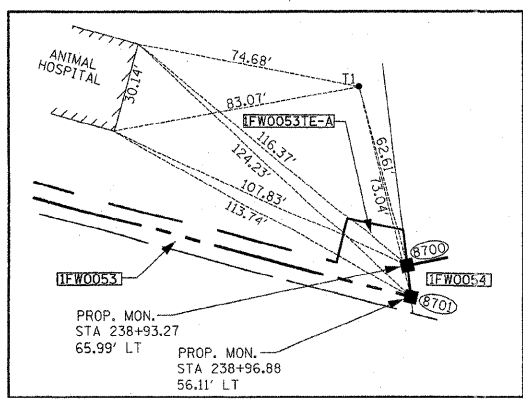 ANIMAL
HOSPITAL
30.14'
74.68'
T1
83.07'
1FW0053TE-A
116.37'
124.23'
62.61'
73.04'
107.83'
113.74'
8700
1FW0053
1FW0054
8701
PROP. MON.
STA 238+93.27
65.99' LT
PROP. MON.
STA 238+96.88
56.11' LT